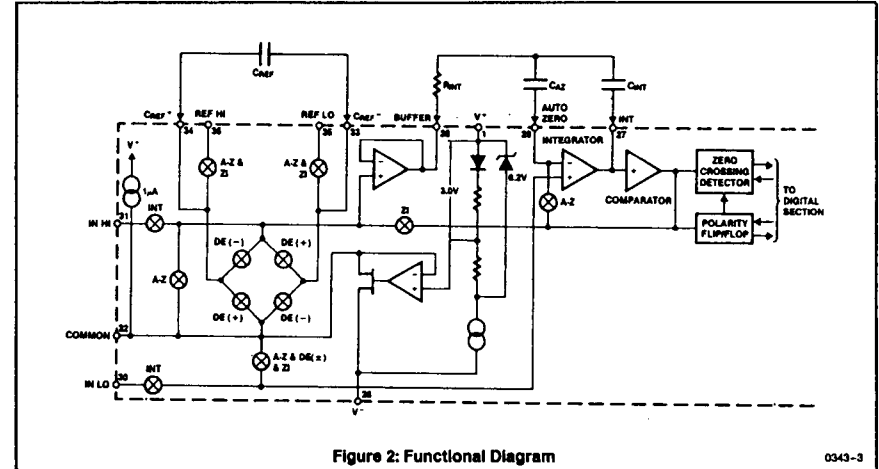 CREF
RINT
CAZ
CINT
CREF+
REF HI
REF LO
CREF-
BUFFER
V+
AUTO
ZERO
INT
34
36
35
33
1
27
V+
1µA
A-Z &
ZI
A-Z &
ZI
INTEGRATOR
6.2V
3.0V
ZERO
CROSSING
DETECTOR
TO
DIGITAL
SECTION
COMPARATOR
POLARITY
FLIP/FLOP
A-Z
ZI
INT
IN HI
31
DE (-)
DE (+)
A-Z
DE (+)
DE (-)
COMMON
32
A-Z & DE(±)
& ZI
INT
IN LO
30
V-
Figure 2: Functional Diagram
0343-3